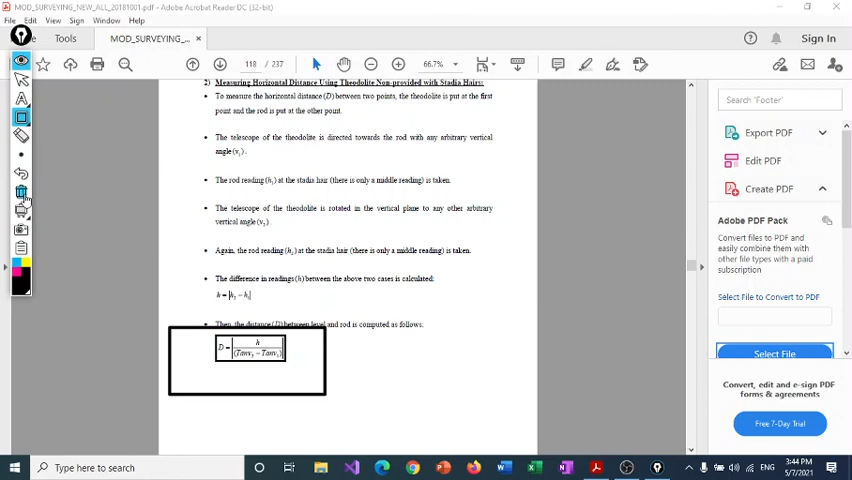 MOD_SURVEYING_NEW_ALL_20181001.pdf - Adobe Acrobat Reader DC (32-bit)
File Edit View Sign Window Help
Tools MOD_SURVEYING_... × Sign In
118 / 237 66.7%
2) Measuring Horizontal Distance Using Theodolite Non-provided with Stadia Hairs:
• To measure the horizontal distance (D) between two points, the theodolite is put at the first
point and the rod is put at the other point.
• The telescope of the theodolite is directed towards the rod with any arbitrary vertical
angle (v₁).
• The rod reading (h₁) at the stadia hair (there is only a middle reading) is taken.
• The telescope of the theodolite is rotated in the vertical plane to any other arbitrary
vertical angle (v₂).
• Again, the rod reading (h₂) at the stadia hair (there is only a middle reading) is taken.
• The difference in readings (h) between the above two cases is calculated:
h = |h₂ − h₁|
• Then, the distance (D) between level and rod is computed as follows:
D = | h / (Tanv₂ − Tanv₁) |
Search 'Footer'
Export PDF
Edit PDF
Create PDF
Adobe PDF Pack
Convert files to PDF and
easily combine them
with other file types with a
paid subscription
Select File to Convert to PDF
Select File
Convert, edit and e-sign PDF
forms & agreements
Free 7-Day Trial
Type here to search
ENG
3:44 PM
5/7/2021